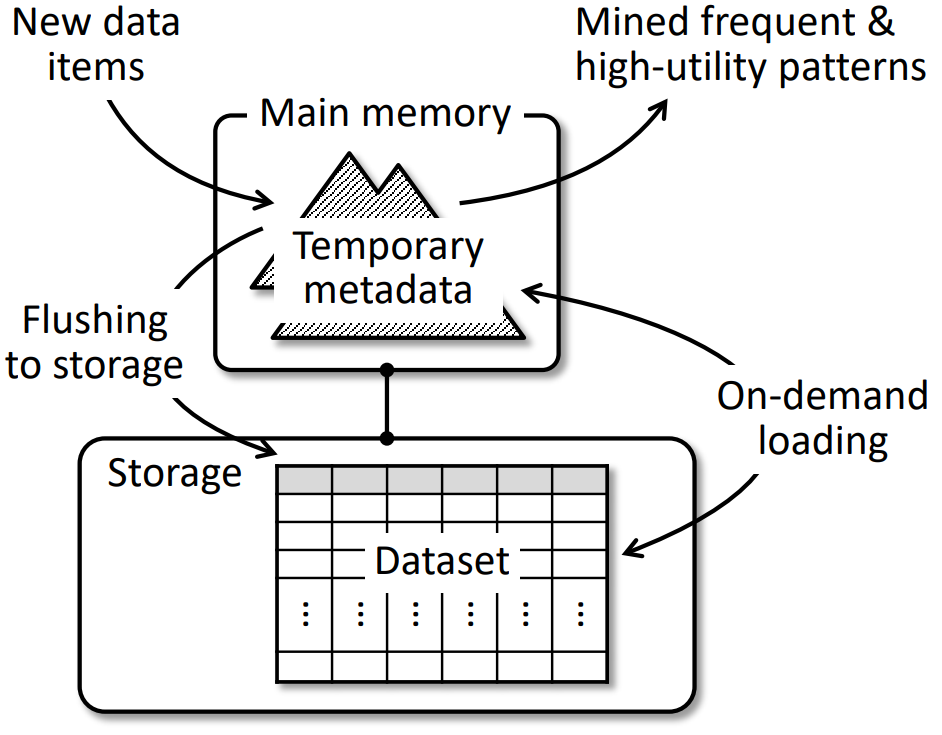 New data
items
Mined frequent &
high-utility patterns
Main memory
Temporary
metadata
Flushing
to storage
On-demand
loading
Storage
Dataset